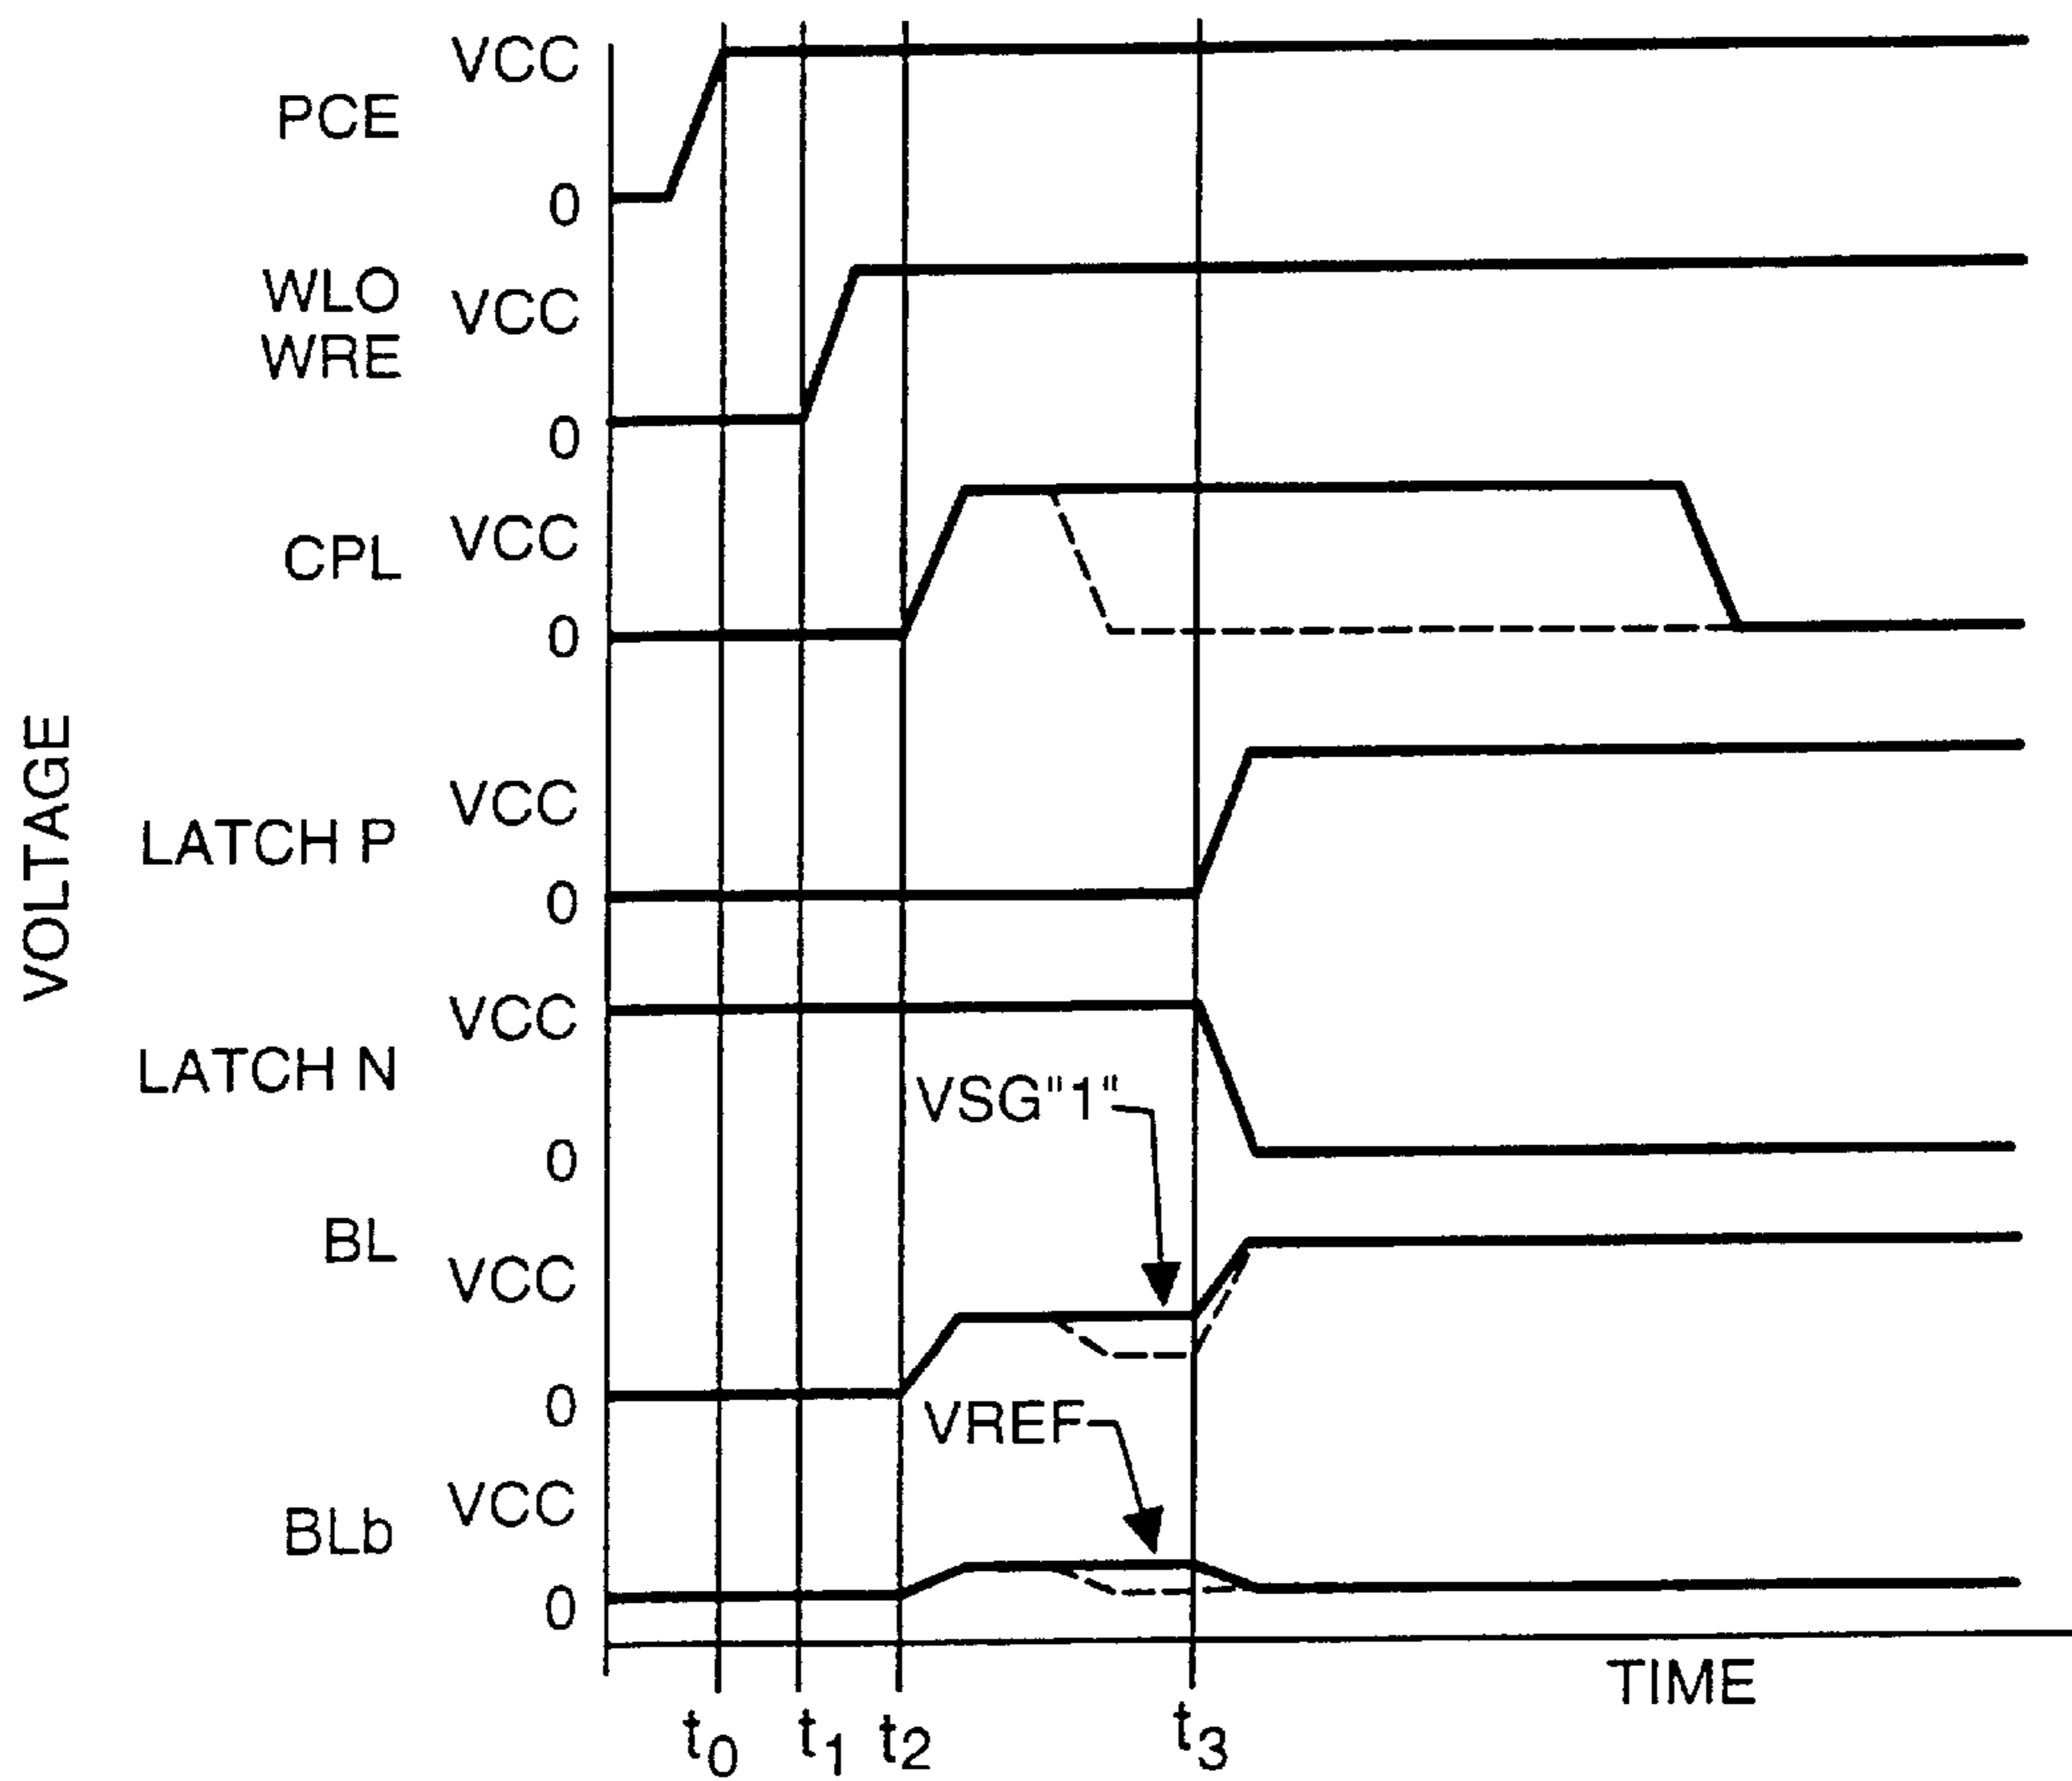 VCC
PCE
0
WLO
WRE
VCC
0
CPL
VCC
0
VOLTAGE
VCC
LATCH P
0
VCC
LATCH N
VSG"1"
0
BL
VCC
0
VREF
VCC
BLb
0
TIME
t0 t1 t2 t3